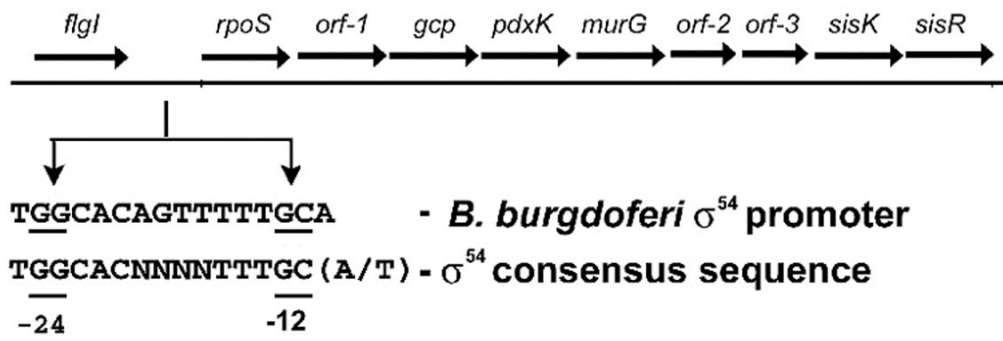 flgI rpoS orf-1 gcp pdxK murG orf-2 orf-3 sisK sisR
TGGCACAGTTTTTGCA - B. burgdoferi σ54 promoter
TGGCACNNNNTTTGC(A/T) - σ54 consensus sequence
-24 -12